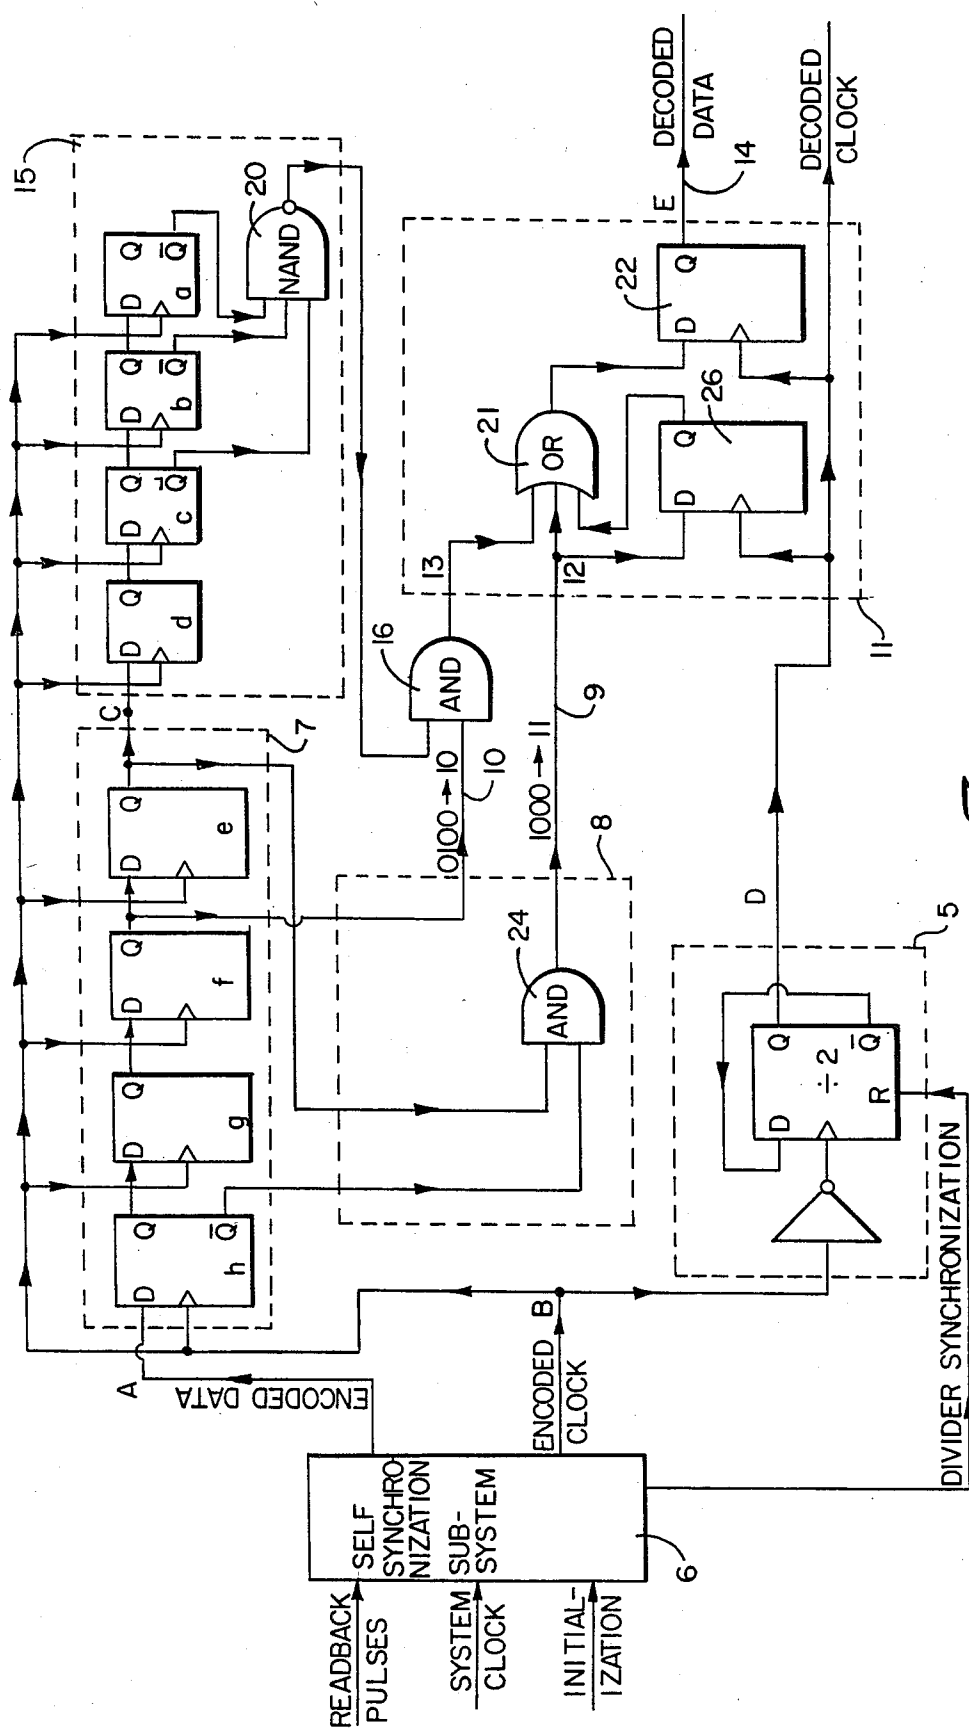 READBACK
PULSES
SYSTEM
CLOCK
INITIAL-
IZATION
SELF
SYNCHRO
NIZATION
SUB-
SYSTEM
6
A
ENCODED DATA
ENCODED
CLOCK
B
DIVIDER SYNCHRONIZATION
D
Q
Q
h
D
Q
g
D
Q
f
D
Q
e
7
C
D
Q
d
D
Q
Q
c
D
Q
Q
b
D
Q
Q
a
15
NAND
20
AND
24
8
0100→10
10
1000→11
9
AND
16
13
12
OR
21
D
Q
26
D
Q
22
11
E
14
DECODED
DATA
DECODED
CLOCK
D
Q
÷2
Q
R
5
D